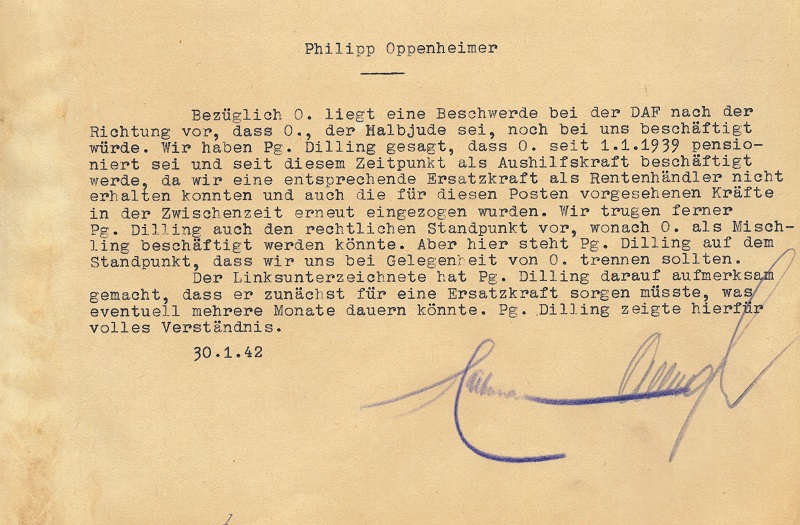 Philipp Oppenheimer
Bezüglich O. liegt eine Beschwerde bei der DAF nach der
Richtung vor, dass O., der Halbjude sei, noch bei uns beschäftigt
würde. Wir haben Pg. Dilling gesagt, dass O. seit 1.1.1939 pensio-
niert sei und seit diesem Zeitpunkt als Aushilfskraft beschäftigt
werde, da wir eine entsprechende Ersatzkraft als Rentenhändler nicht
erhalten konnten und auch die für diesen Posten vorgesehenen Kräfte
in der Zwischenzeit erneut eingezogen wurden. Wir trugen ferner
Pg. Dilling auch den rechtlichen Standpunkt vor, wonach O. als Misch-
ling beschäftigt werden könnte. Aber hier steht Pg. Dilling auf dem
Standpunkt, dass wir uns bei Gelegenheit von O. trennen sollten.
Der Linksunterzeichnete hat Pg. Dilling darauf aufmerksam
gemacht, dass er zunächst für eine Ersatzkraft sorgen müsste, was
eventuell mehrere Monate dauern könnte. Pg. Dilling zeigte hierfür
volles Verständnis.
30.1.42